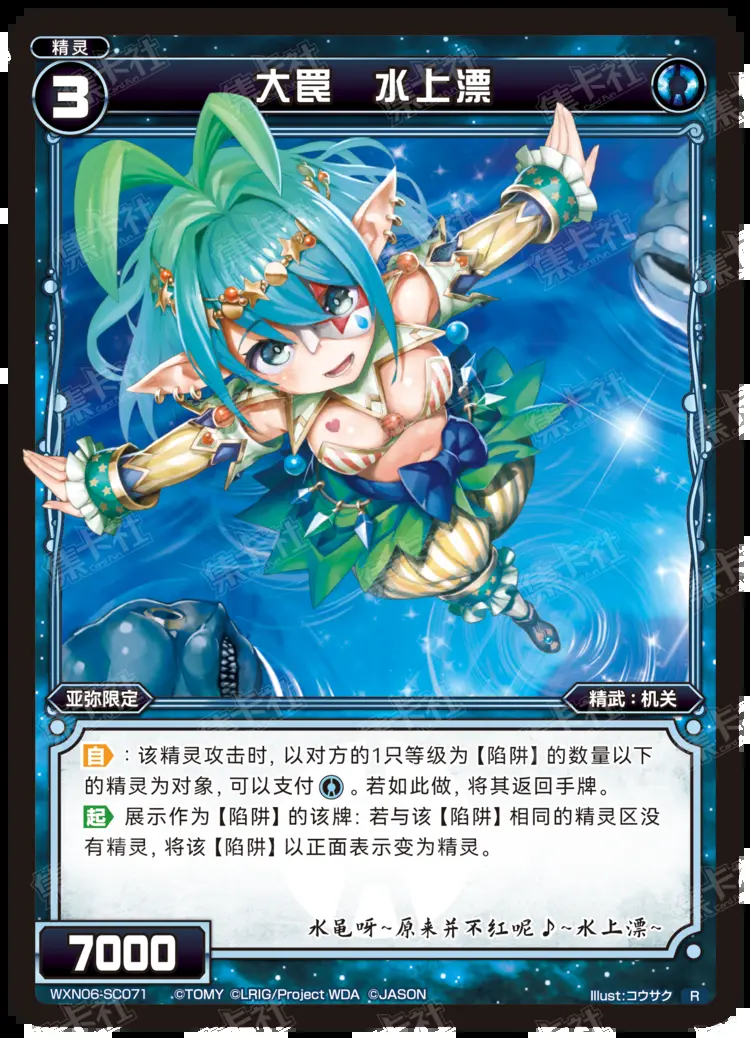 精灵
3
大罠 水上漂
亚弥限定
精武:机关
自:该精灵攻击时, 以对方的1只等级为【陷阱】的数量以下
的精灵为对象, 可以支付 。若如此做, 将其返回手牌。
起 展示作为【陷阱】的该牌: 若与该【陷阱】相同的精灵区没
有精灵, 将该【陷阱】以正面表示变为精灵。
水黾呀~原来并不红呢♪~水上漂~
7000
WXN06-SC071 .©TOMY ©LRIG/Project WDA ©JASON Illust:コウサク R
集卡社